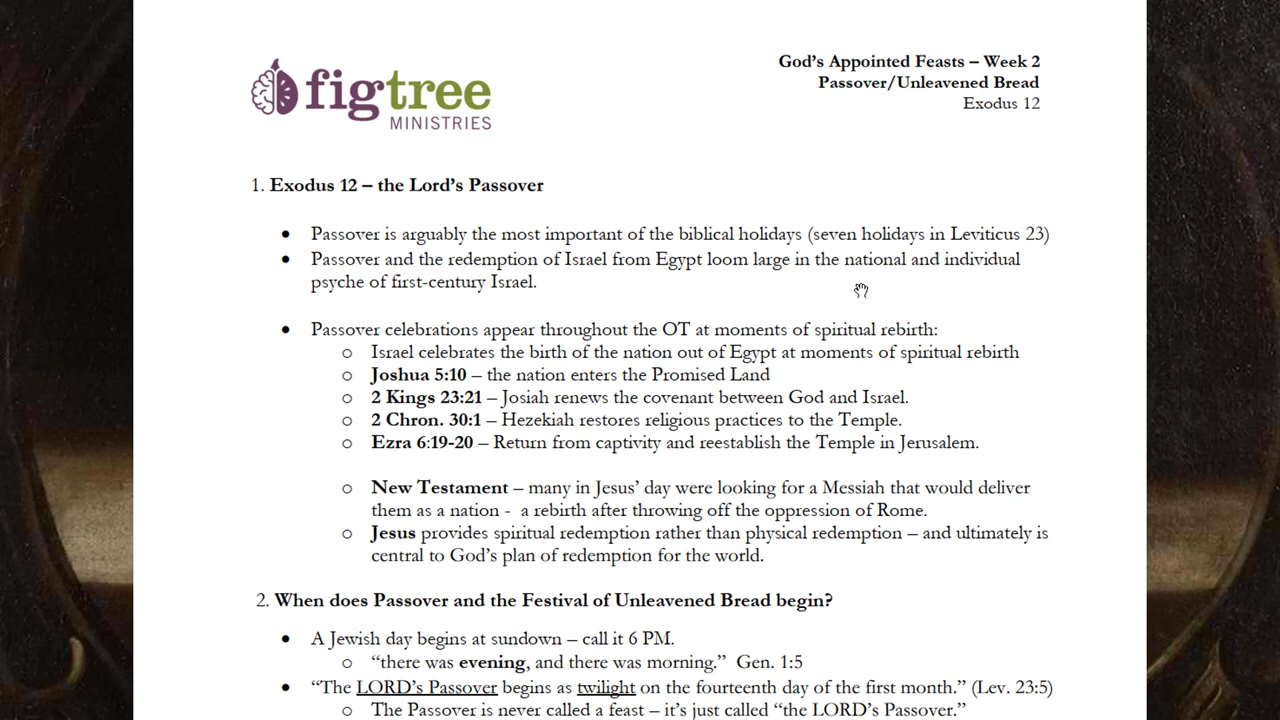 figtree
MINISTRIES
God's Appointed Feasts – Week 2
Passover/Unleavened Bread
Exodus 12
1. Exodus 12 – the Lord's Passover
• Passover is arguably the most important of the biblical holidays (seven holidays in Leviticus 23)
• Passover and the redemption of Israel from Egypt loom large in the national and individual
psyche of first-century Israel.
• Passover celebrations appear throughout the OT at moments of spiritual rebirth:
o Israel celebrates the birth of the nation out of Egypt at moments of spiritual rebirth
o Joshua 5:10 – the nation enters the Promised Land
o 2 Kings 23:21 – Josiah renews the covenant between God and Israel.
o 2 Chron. 30:1 – Hezekiah restores religious practices to the Temple.
o Ezra 6:19-20 – Return from captivity and reestablish the Temple in Jerusalem.
o New Testament – many in Jesus' day were looking for a Messiah that would deliver
them as a nation - a rebirth after throwing off the oppression of Rome.
o Jesus provides spiritual redemption rather than physical redemption – and ultimately is
central to God's plan of redemption for the world.
2. When does Passover and the Festival of Unleavened Bread begin?
• A Jewish day begins at sundown – call it 6 PM.
o "there was evening, and there was morning." Gen. 1:5
• "The LORD's Passover begins as twilight on the fourteenth day of the first month." (Lev. 23:5)
o The Passover is never called a feast – it's just called "the LORD's Passover."